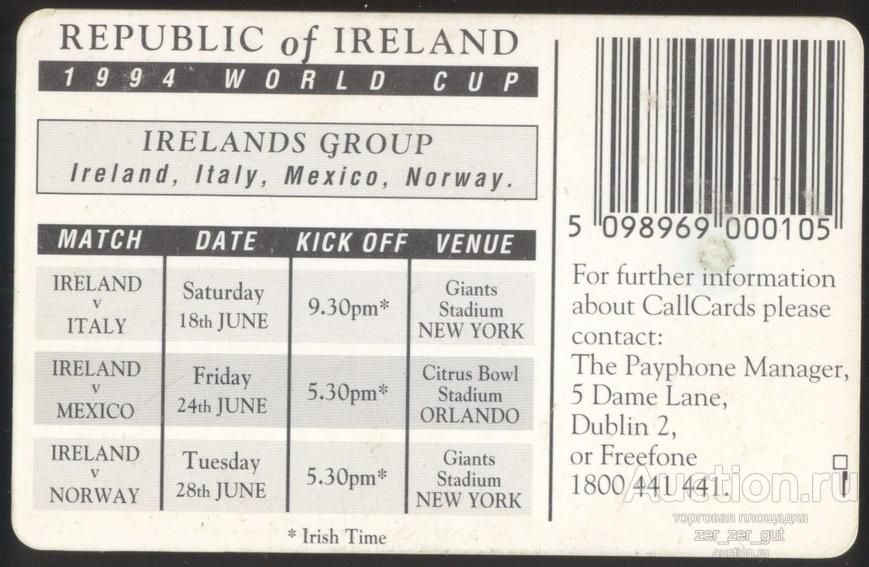 REPUBLIC of IRELAND
1994 WORLD CUP
IRELANDS GROUP
Ireland, Italy, Mexico, Norway.
MATCH DATE KICK OFF VENUE
IRELAND
v
ITALY
Saturday
18th JUNE
9.30pm*
Giants
Stadium
NEW YORK
IRELAND
v
MEXICO
Friday
24th JUNE
5.30pm*
Citrus Bowl
Stadium
ORLANDO
IRELAND
v
NORWAY
Tuesday
28th JUNE
5.30pm*
Giants
Stadium
NEW YORK
* Irish Time
5 098969 000105
For further information
about CallCards please
contact:
The Payphone Manager,
5 Dame Lane,
Dublin 2,
or Freefone
1800 441 441.
Auction.ru
торговая площадка
zer_zer_gut
auction.ru